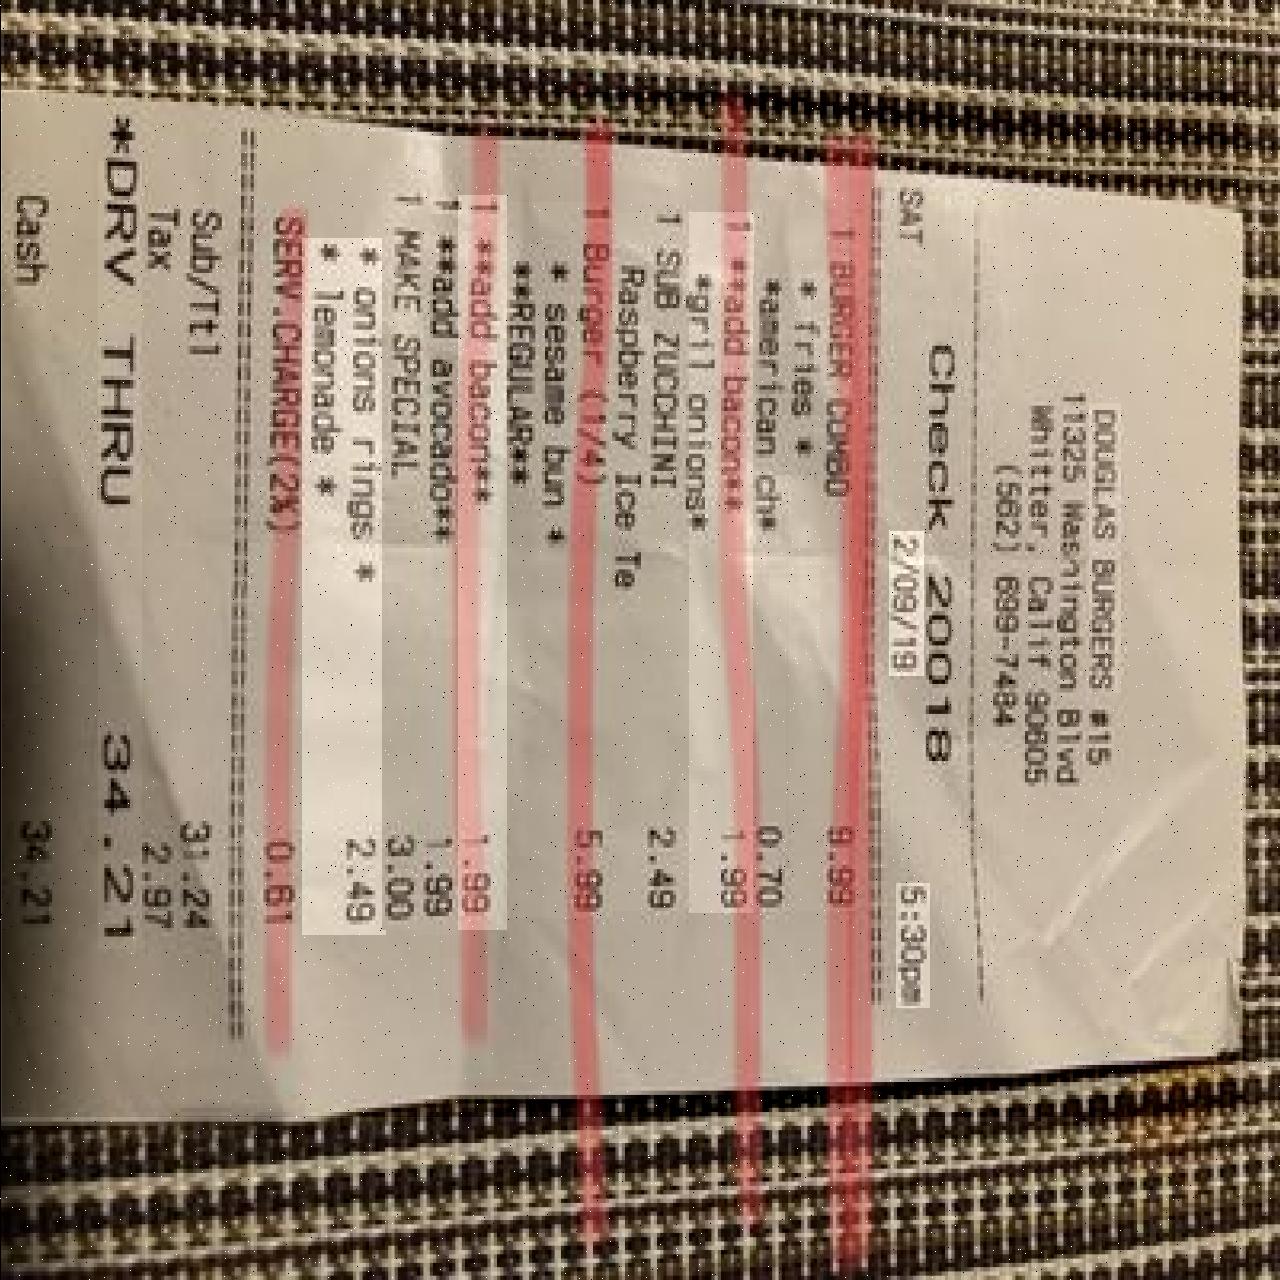 DOUGLAS BURGERS #15
11325 Washington Blvd
Whitter, Calif 90605
(562) 699-7484
Check 20018
SAT 2/09/19 5:30pm
1 BURGER COMBO 9.99
* fries *
*american ch* 0.70
1 **add bacon** 1.99
*gril onions*
1 SUB ZUCCHINI 2.49
Raspberry Ice Te
1 Burger (1/4) 5.99
* sesame bun *
**REGULAR**
1 **add bacon** 1.99
1 **add avocado** 1.99
1 MAKE SPECIAL 3.00
* onions rings * 2.49
* lemonade *
SERV.CHARGE(2%) 0.61
Sub/Ttl 31.24
Tax 2.97
*DRV THRU 34.21
Cash 34.21